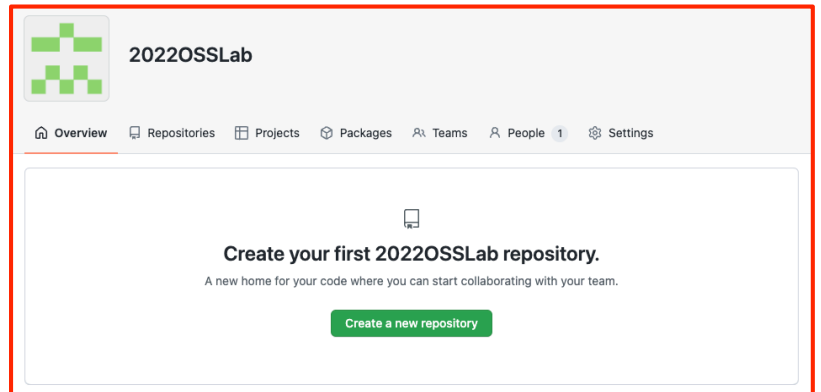 2022OSSLab
Overview Repositories Projects Packages Teams People 1 Settings
Create your first 2022OSSLab repository.
A new home for your code where you can start collaborating with your team.
Create a new repository